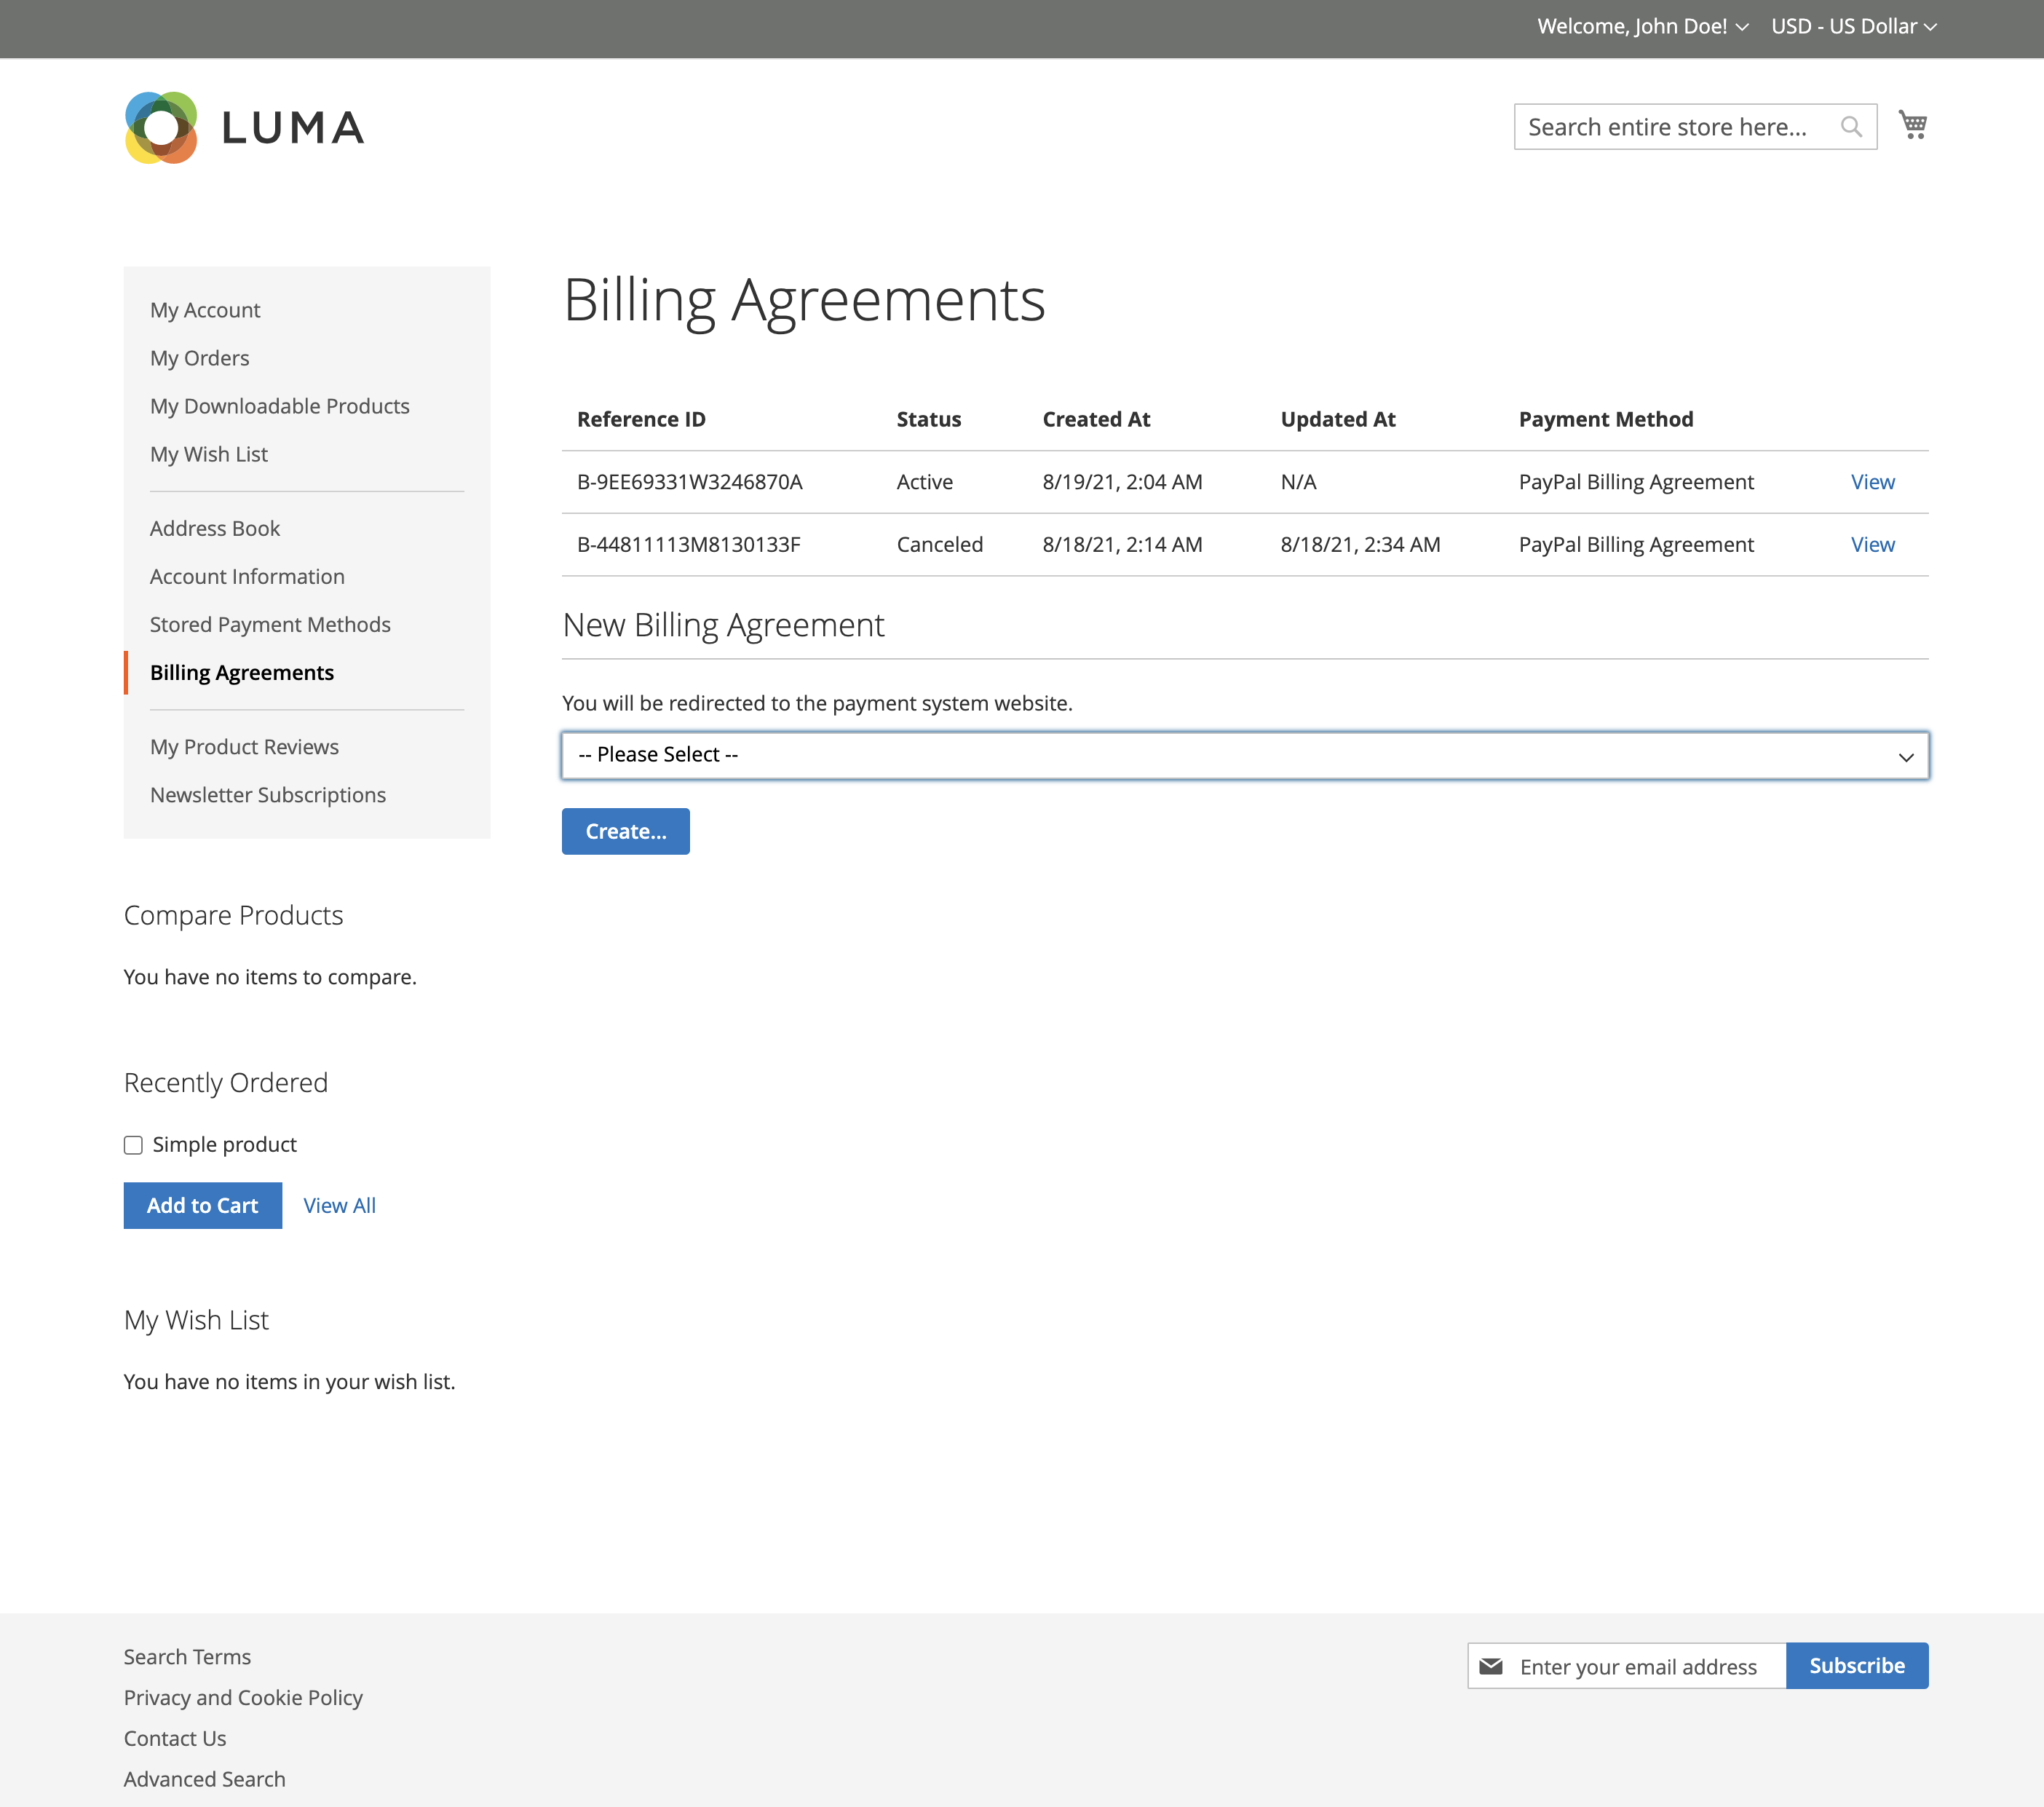 Welcome, John Doe! USD - US Dollar
LUMA
Search entire store here...
My Account
My Orders
My Downloadable Products
My Wish List
Address Book
Account Information
Stored Payment Methods
Billing Agreements
My Product Reviews
Newsletter Subscriptions
Billing Agreements
Reference ID Status Created At Updated At Payment Method
B-9EE69331W3246870A Active 8/19/21, 2:04 AM N/A PayPal Billing Agreement View
B-44811113M8130133F Canceled 8/18/21, 2:14 AM 8/18/21, 2:34 AM PayPal Billing Agreement View
New Billing Agreement
You will be redirected to the payment system website.
-- Please Select --
Create...
Compare Products
You have no items to compare.
Recently Ordered
Simple product
Add to Cart View All
My Wish List
You have no items in your wish list.
Search Terms
Privacy and Cookie Policy
Contact Us
Advanced Search
Enter your email address Subscribe